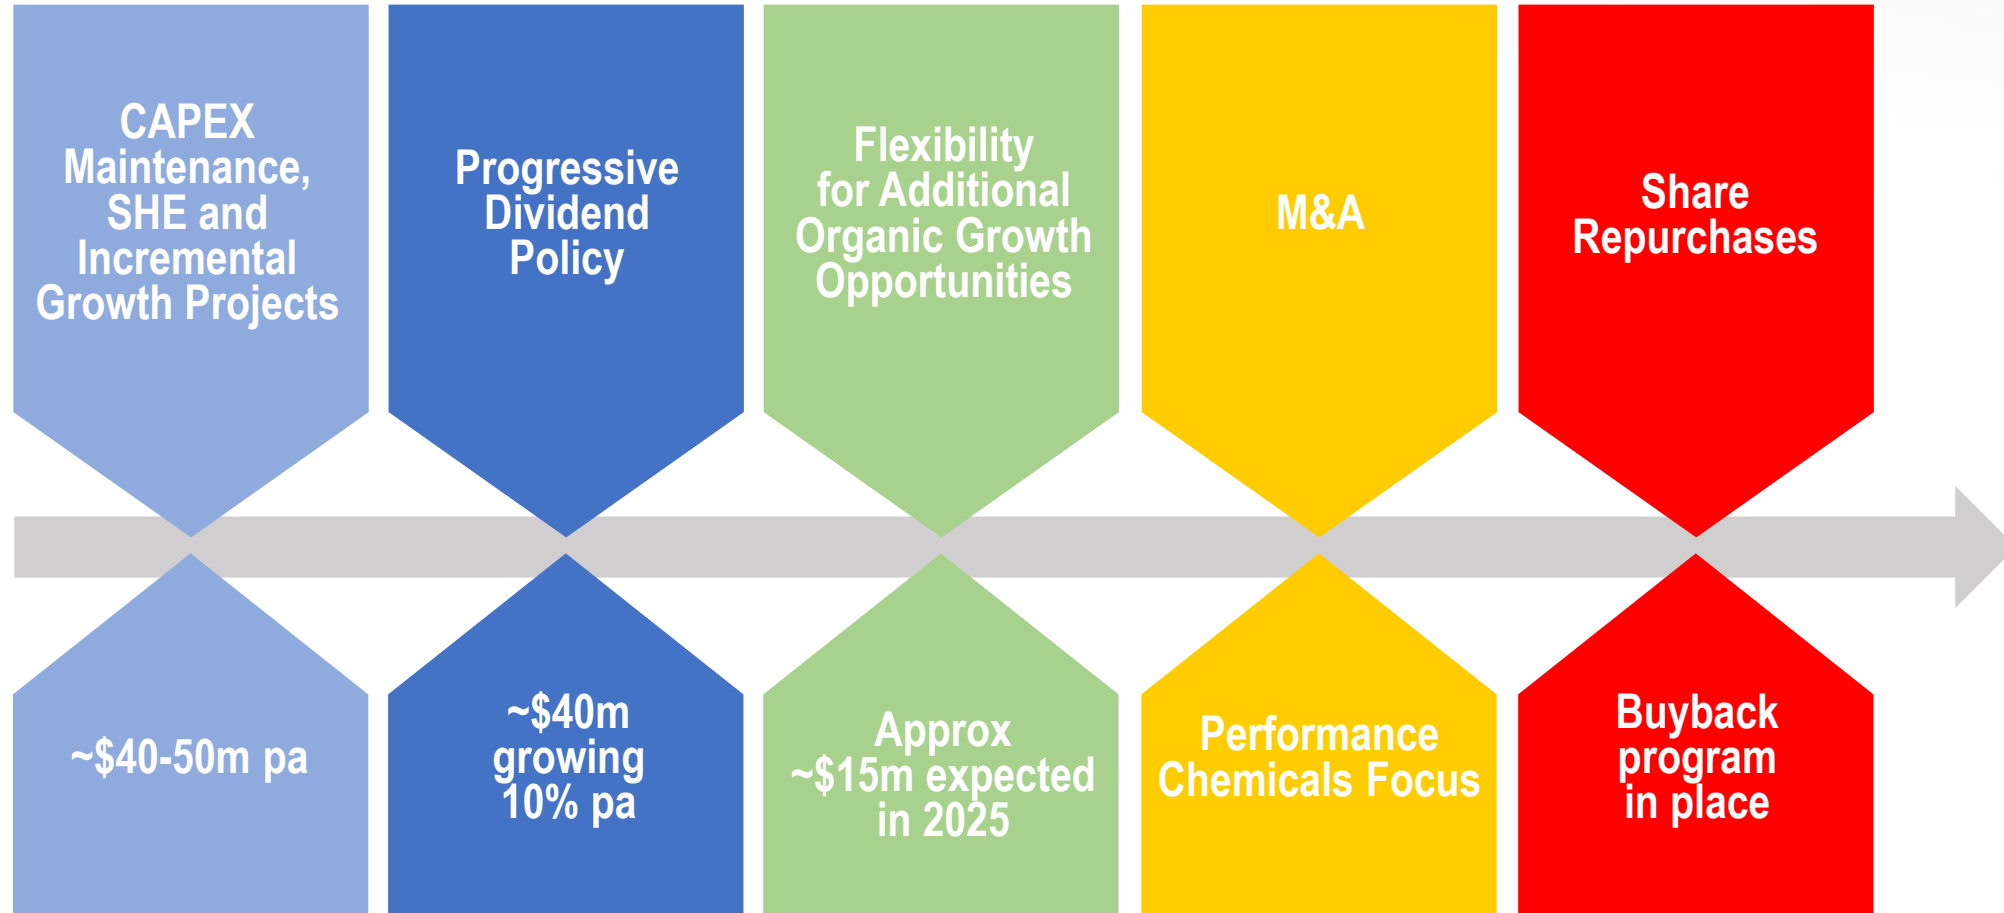 CAPEX
Maintenance,
SHE and
Incremental
Growth Projects
Progressive
Dividend
Policy
Flexibility
for Additional
Organic Growth
Opportunities
M&A
Share
Repurchases
~$40-50m pa
~$40m
growing
10% pa
Approx
~$15m expected
in 2025
Performance
Chemicals Focus
Buyback
program
in place